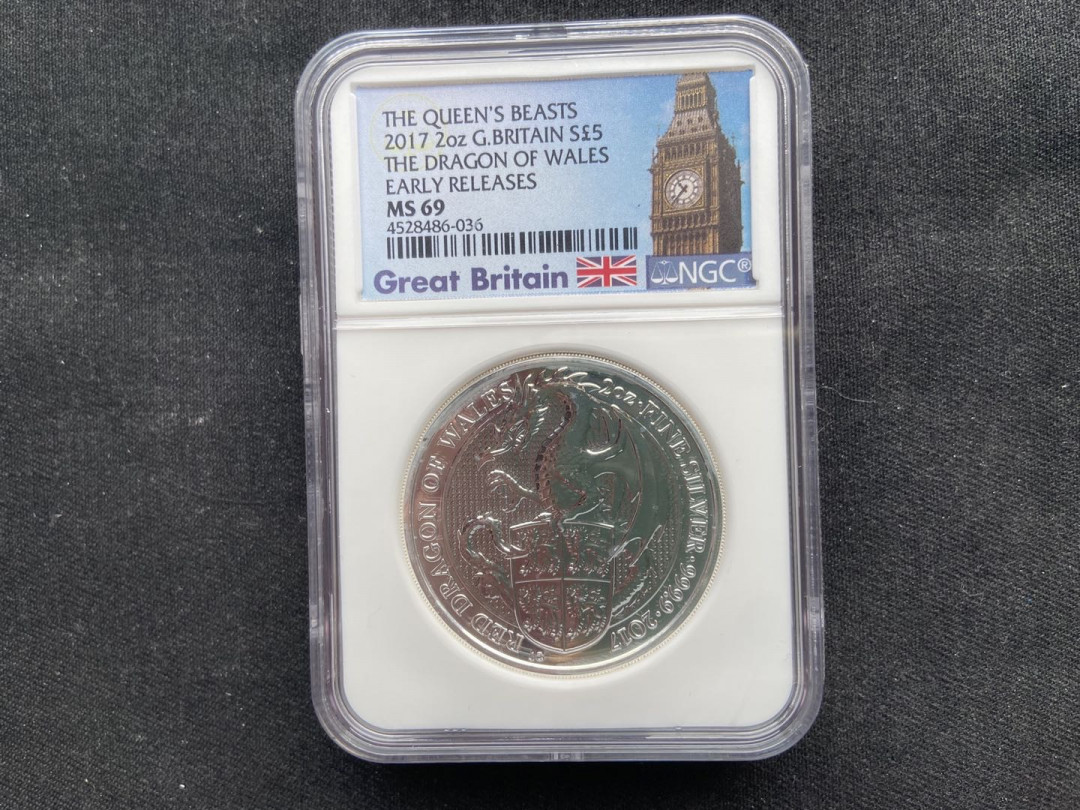 THE QUEEN'S BEASTS
2017 2oz G.BRITAIN S£5
THE DRAGON OF WALES
EARLY RELEASES
MS 69
4528486-036
Great Britain
NGC®
RED DRAGON OF WALES
2oz·FINE SILVER·9999·2017